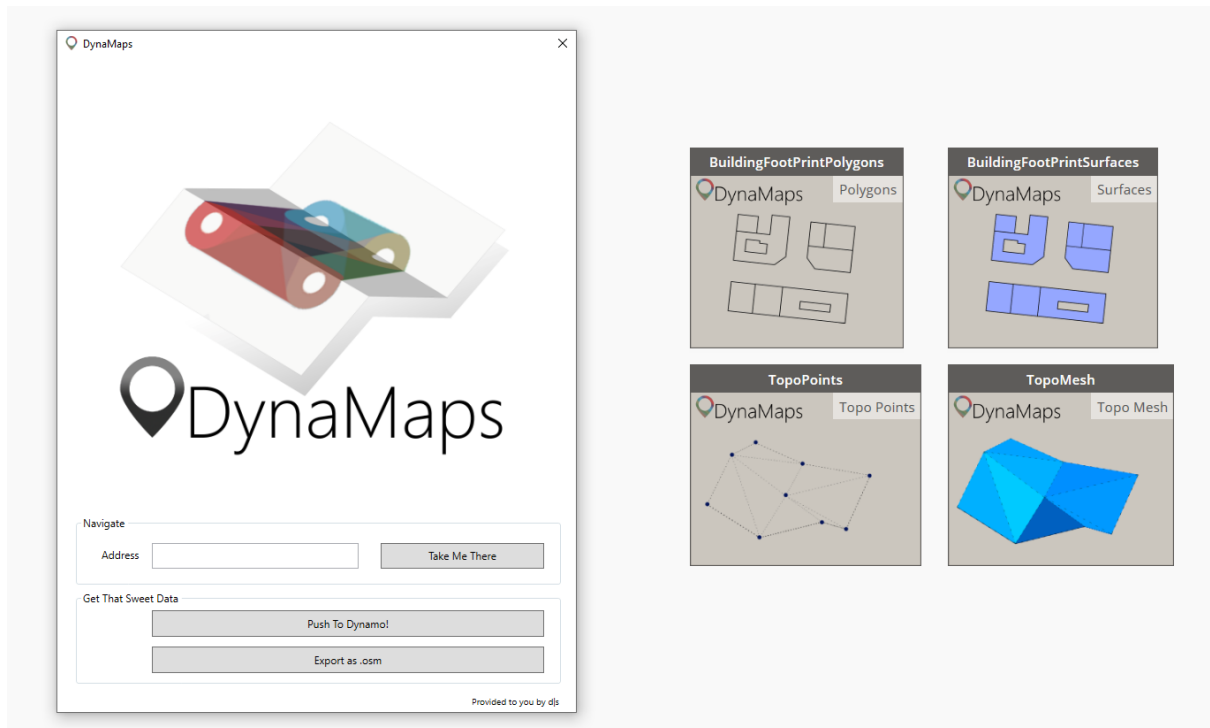 DynaMaps
DynaMaps
Navigate
Address
Take Me There
Get That Sweet Data
Push To Dynamo!
Export as .osm
Provided to you by d|s
BuildingFootPrintPolygons
DynaMaps
Polygons
BuildingFootPrintSurfaces
DynaMaps
Surfaces
TopoPoints
DynaMaps
Topo Points
TopoMesh
DynaMaps
Topo Mesh